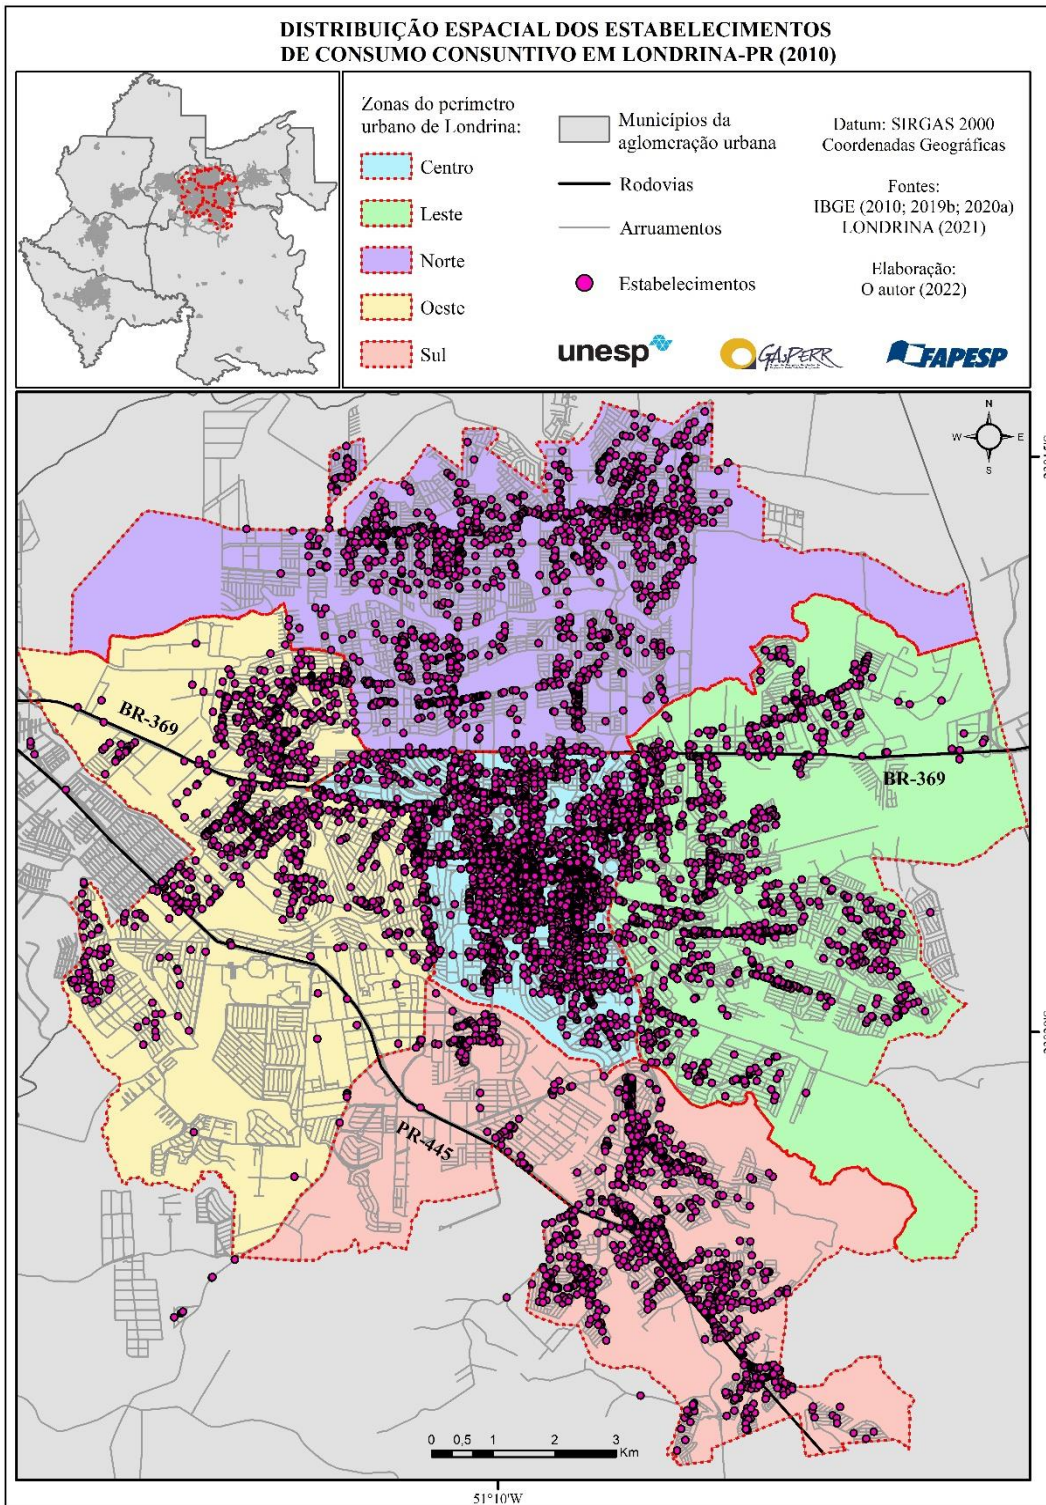 DISTRIBUIÇÃO ESPACIAL DOS ESTABELECIMENTOS
DE CONSUMO CONSUNTIVO EM LONDRINA-PR (2010)
Zonas do perímetro
urbano de Londrina:
Centro
Leste
Norte
Oeste
Sul
Municípios da
aglomeração urbana
Rodovias
Arruamentos
Estabelecimentos
Datum: SIRGAS 2000
Coordenadas Geográficas
Fontes:
IBGE (2010; 2019b; 2020a)
LONDRINA (2021)
Elaboração:
O autor (2022)
unesp
GAsPERR
FAPESP
N
W
E
S
BR-369
BR-369
PR-445
0 0,5 1 2 3
Km
51°10'W